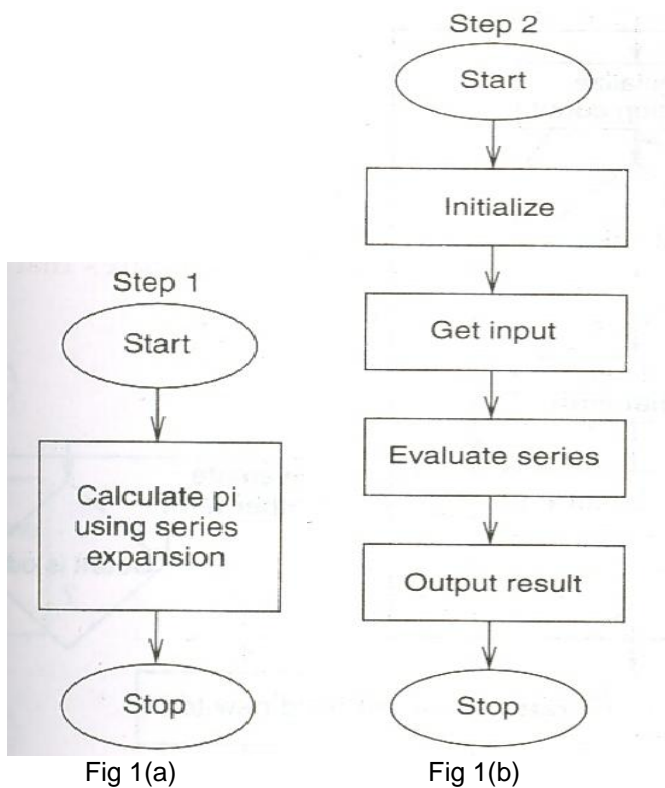 Step 1
Start
Calculate pi
using series
expansion
Stop
Fig 1(a)
Step 2
Start
Initialize
Get input
Evaluate series
Output result
Stop
Fig 1(b)